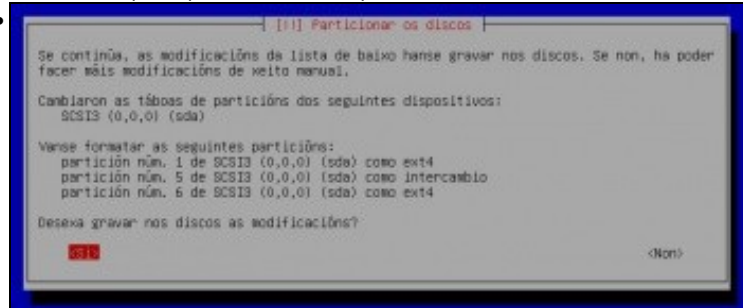 [!!] Particionar os discos
Se continúa, as modificacións da lista de baixo hanse gravar nos discos. Se non, ha poder
facer máis modificacións de xeito manual.
Cambiaron as táboas de particións dos seguintes dispositivos:
SCSI3 (0,0,0) (sda)
Vanse formatar as seguintes particións:
partición núm. 1 de SCSI3 (0,0,0) (sda) como ext4
partición núm. 5 de SCSI3 (0,0,0) (sda) como intercambio
partición núm. 6 de SCSI3 (0,0,0) (sda) como ext4
Desexa gravar nos discos as modificacións?
<Si> <Non>